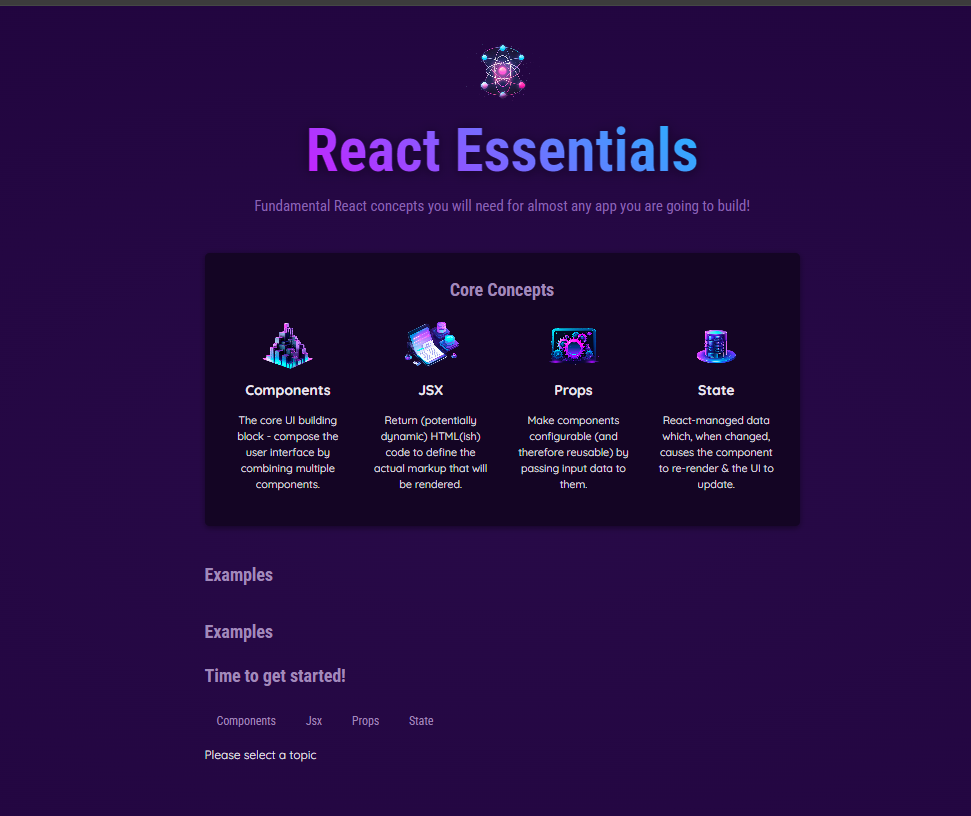 React Essentials
Fundamental React concepts you will need for almost any app you are going to build!
Core Concepts
Components
The core UI building
block - compose the
user interface by
combining multiple
components.
JSX
Return (potentially
dynamic) HTML(ish)
code to define the
actual markup that will
be rendered.
Props
Make components
configurable (and
therefore reusable) by
passing input data to
them.
State
React-managed data
which, when changed,
causes the component
to re-render & the UI to
update.
Examples
Examples
Time to get started!
Components Jsx Props State
Please select a topic